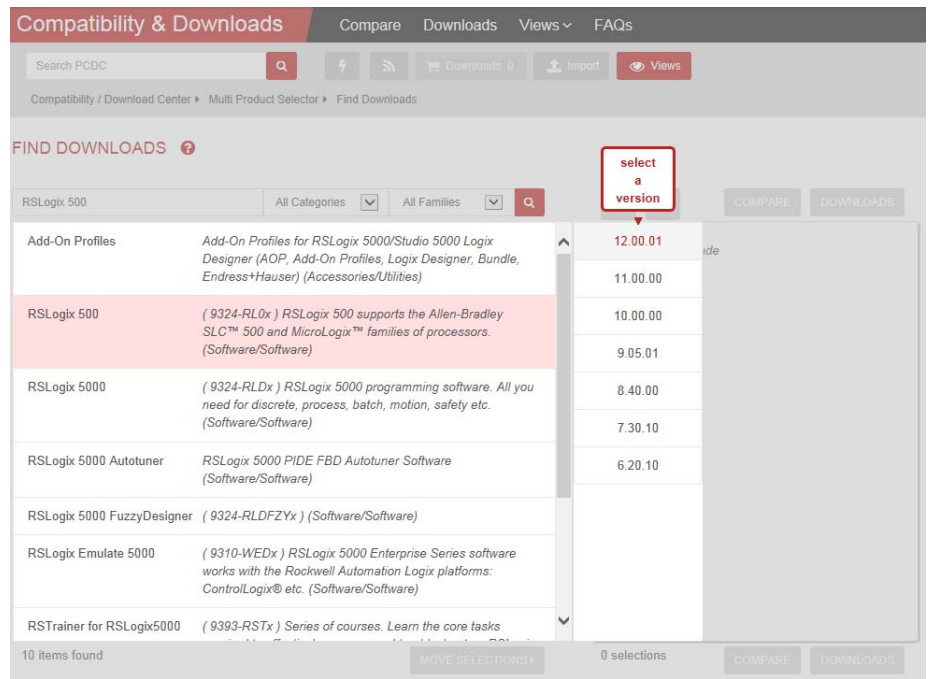 Compatibility & Downloads
Compare Downloads Views FAQs
Search PCDC
Downloads 0
Import
Views
Compatibility / Download Center Multi Product Selector Find Downloads
FIND DOWNLOADS ?
select
a
version
RSLogix 500
All Categories
All Families
COMPARE
DOWNLOADS
Add-On Profiles
Add-On Profiles for RSLogix 5000/Studio 5000 Logix
Designer (AOP, Add-On Profiles, Logix Designer, Bundle,
Endress+Hauser) (Accessories/Utilities)
RSLogix 500
( 9324-RL0x ) RSLogix 500 supports the Allen-Bradley
SLC™ 500 and MicroLogix™ families of processors.
(Software/Software)
RSLogix 5000
( 9324-RLDx ) RSLogix 5000 programming software. All you
need for discrete, process, batch, motion, safety etc.
(Software/Software)
RSLogix 5000 Autotuner
RSLogix 5000 PIDE FBD Autotuner Software
(Software/Software)
RSLogix 5000 FuzzyDesigner
( 9324-RLDFZYx ) (Software/Software)
RSLogix Emulate 5000
( 9310-WEDx ) RSLogix 5000 Enterprise Series software
works with the Rockwell Automation Logix platforms:
ControlLogix® etc. (Software/Software)
RSTrainer for RSLogix5000
( 9393-RSTx ) Series of courses. Learn the core tasks
12.00.01
11.00.00
10.00.00
9.05.01
8.40.00
7.30.10
6.20.10
10 items found
MOVE SELECTIONS
0 selections
COMPARE
DOWNLOADS